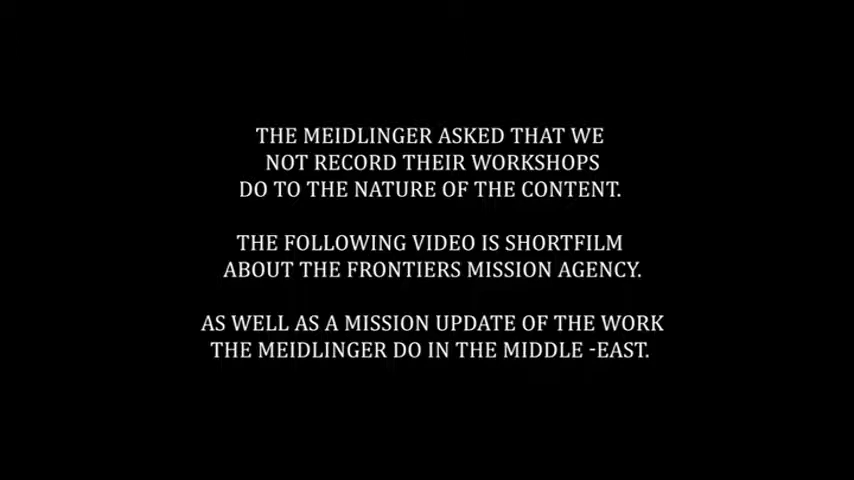 THE MEIDLINGER ASKED THAT WE
NOT RECORD THEIR WORKSHOPS
DO TO THE NATURE OF THE CONTENT.
THE FOLLOWING VIDEO IS SHORTFILM
ABOUT THE FRONTIERS MISSION AGENCY.
AS WELL AS A MISSION UPDATE OF THE WORK
THE MEIDLINGER DO IN THE MIDDLE -EAST.